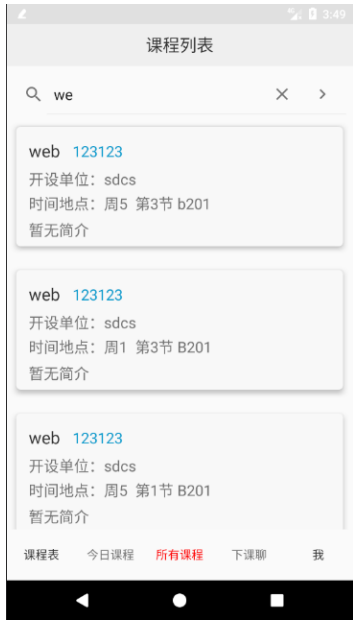 3:49
课程列表
we
web 123123
开设单位：sdcs
时间地点：周5 第3节 b201
暂无简介
web 123123
开设单位：sdcs
时间地点：周1 第3节 B201
暂无简介
web 123123
开设单位：sdcs
时间地点：周5 第1节 B201
暂无简介
课程表 今日课程 所有课程 下课聊 我